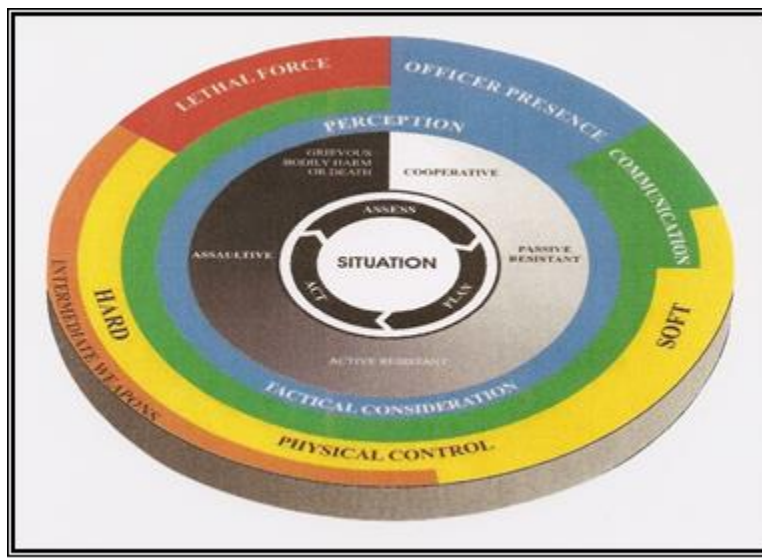 LETHAL FORCE
OFFICER PRESENCE
PERCEPTION
COMMUNICATION
GRIEVOUS
BODILY HARM
OR DEATH
COOPERATIVE
ASSESS
ASSAULTIVE
SITUATION
PASSIVE
RESISTANT
ACT
PLAN
INTERMEDIATE WEAPONS
HARD
SOFT
ACTIVE RESISTANT
TACTICAL CONSIDERATION
PHYSICAL CONTROL